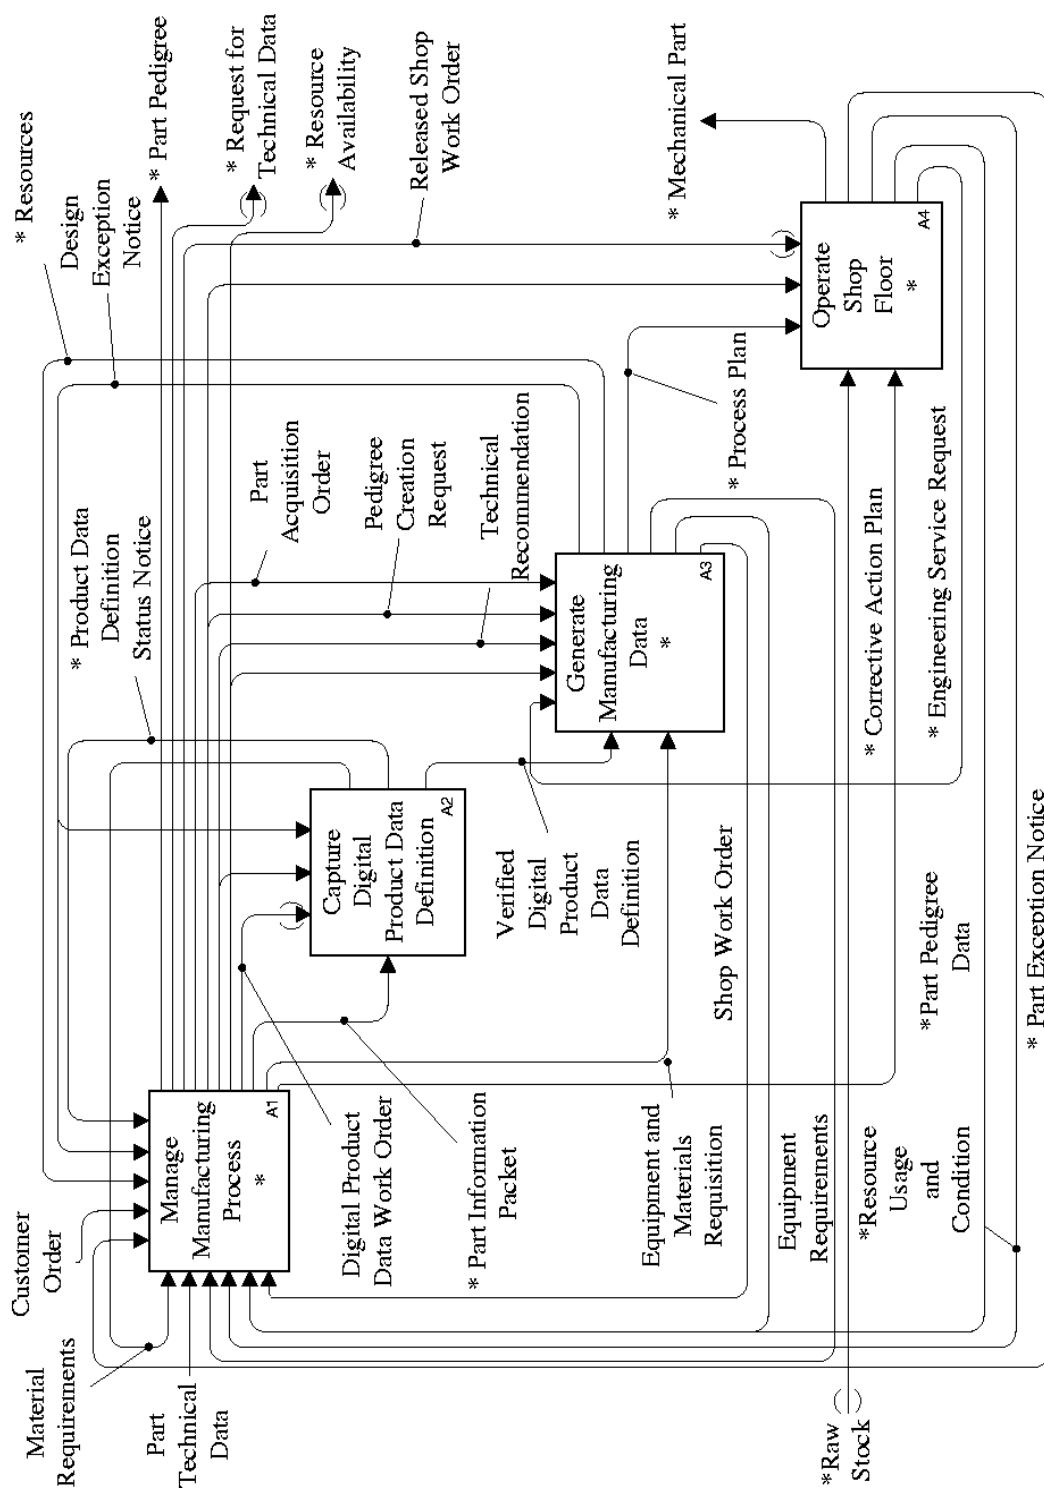 * Resources
Design
Exception
Notice
* Part Pedigree
* Request for
Technical Data
* Resource
Availability
Released Shop
Work Order
* Product Data
Definition
Status Notice
Part
Acquisition
Order
Pedigree
Creation
Request
Technical
Recommendation
* Mechanical Part
Customer
Order
Material
Requirements
Part
Technical
Data
Manage
Manufacturing
Process
*
A1
Capture
Digital
Product Data
Definition
A2
Generate
Manufacturing
Data
*
A3
Operate
Shop
Floor
*
A4
Digital Product
Data Work Order
* Part Information
Packet
Verified
Digital
Product
Data
Definition
* Process Plan
Equipment and
Materials
Requisition
Shop Work Order
Equipment
Requirements
* Corrective Action Plan
* Engineering Service Request
*Raw
Stock
*Resource
Usage
and
Condition
*Part Pedigree
Data
* Part Exception Notice